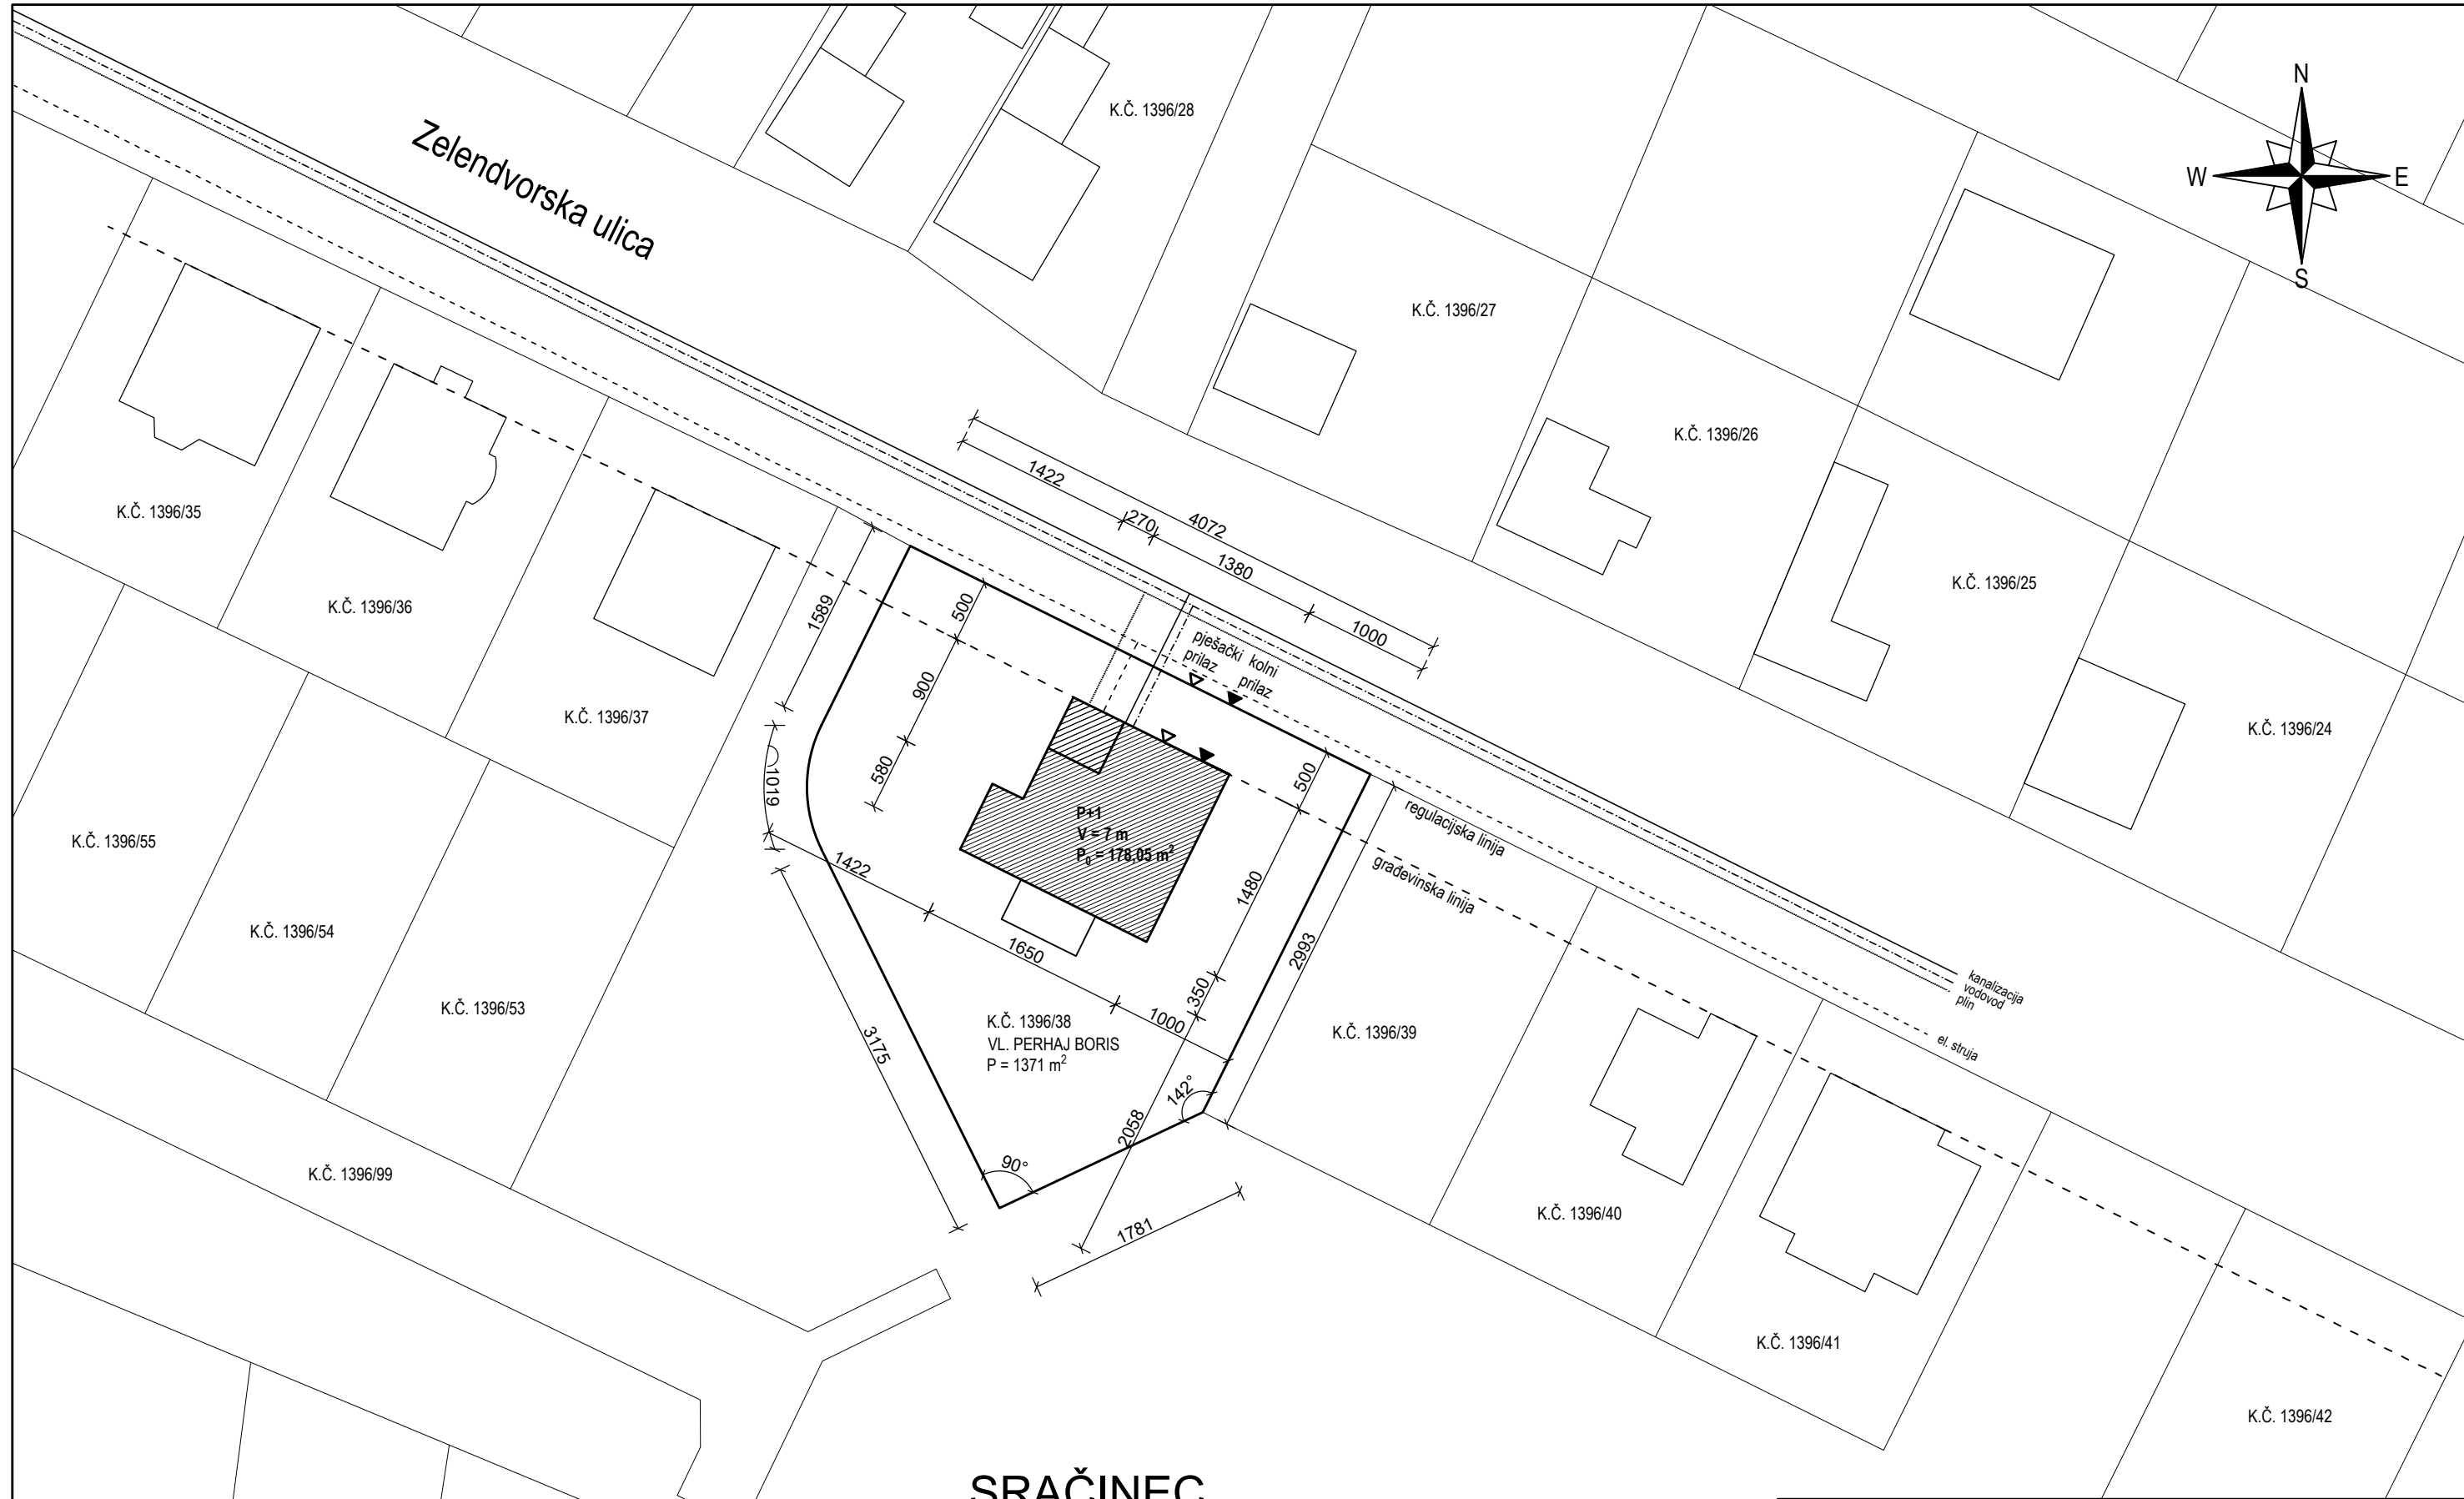 N
W
E
S
Zelendvorska ulica
K.Č. 1396/28
K.Č. 1396/27
K.Č. 1396/26
K.Č. 1396/25
K.Č. 1396/24
K.Č. 1396/35
K.Č. 1396/36
K.Č. 1396/37
1422
270
4072
1380
1000
1589
500
900
580
1019
pješački kolni
prilaz prilaz
500
regulacijska linija
građevinska linija
P+1
V = 7 m
P₀ = 178,05 m²
1422
1650
1000
1480
350
2993
3175
2058
142°
90°
1781
K.Č. 1396/38
VL. PERHAJ BORIS
P = 1371 m²
K.Č. 1396/55
K.Č. 1396/54
K.Č. 1396/53
K.Č. 1396/99
K.Č. 1396/39
K.Č. 1396/40
K.Č. 1396/41
K.Č. 1396/42
kanalizacija
vodovod
plin
el. struja
SRAČINEC